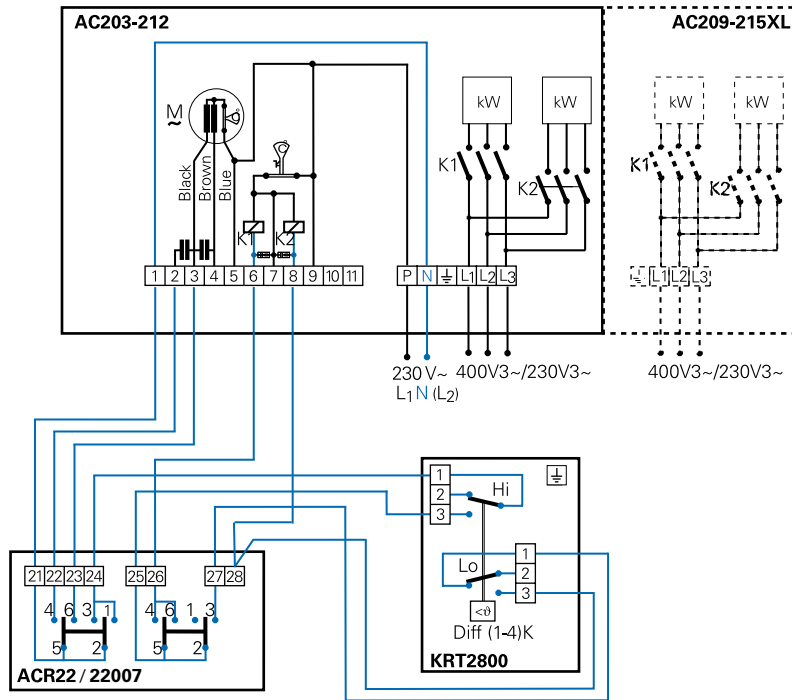 AC203-212
AC209-215XL
M
~
Black
Brown
Blue
K1
K2
kW
kW
K1
K2
kW
kW
K1
K2
1 2 3 4 5 6 7 8 9 10 11
P N L1 L2 L3
L1 L2 L3
230 V~
L1 N (L2)
400V3~/230V3~
400V3~/230V3~
1
2
3
Hi
Lo
1
2
3
<ϑ
Diff (1-4)K
KRT2800
21 22 23 24 25 26 27 28
4 6 3 1 4 6 1 3
5 2 5 2
ACR22 / 22007